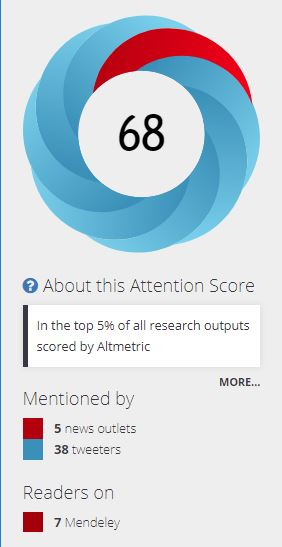 68
? About this Attention Score
In the top 5% of all research outputs
scored by Altmetric
MORE...
Mentioned by
5 news outlets
38 tweeters
Readers on
7 Mendeley